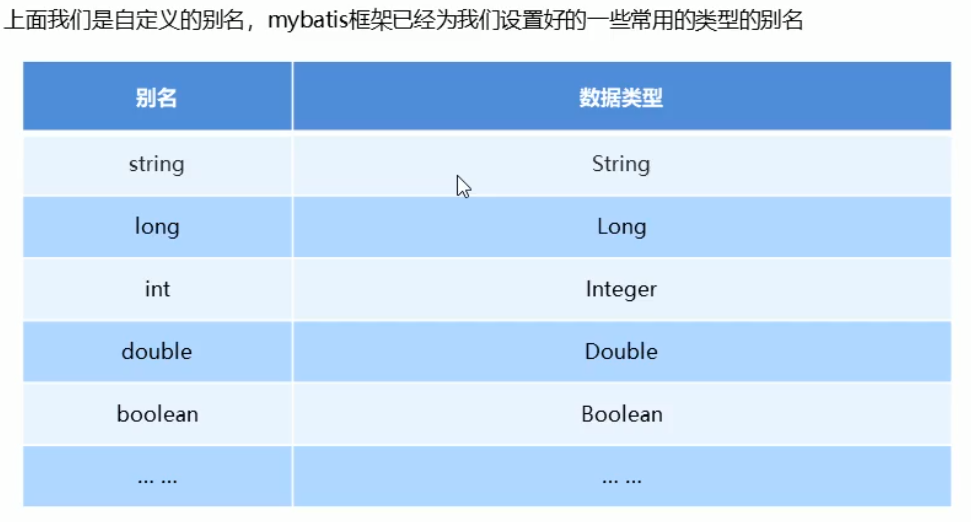 上面我们是自定义的别名，mybatis框架已经为我们设置好的一些常用的类型的别名
别名 数据类型
string String
long Long
int Integer
double Double
boolean Boolean
... ... ... ...